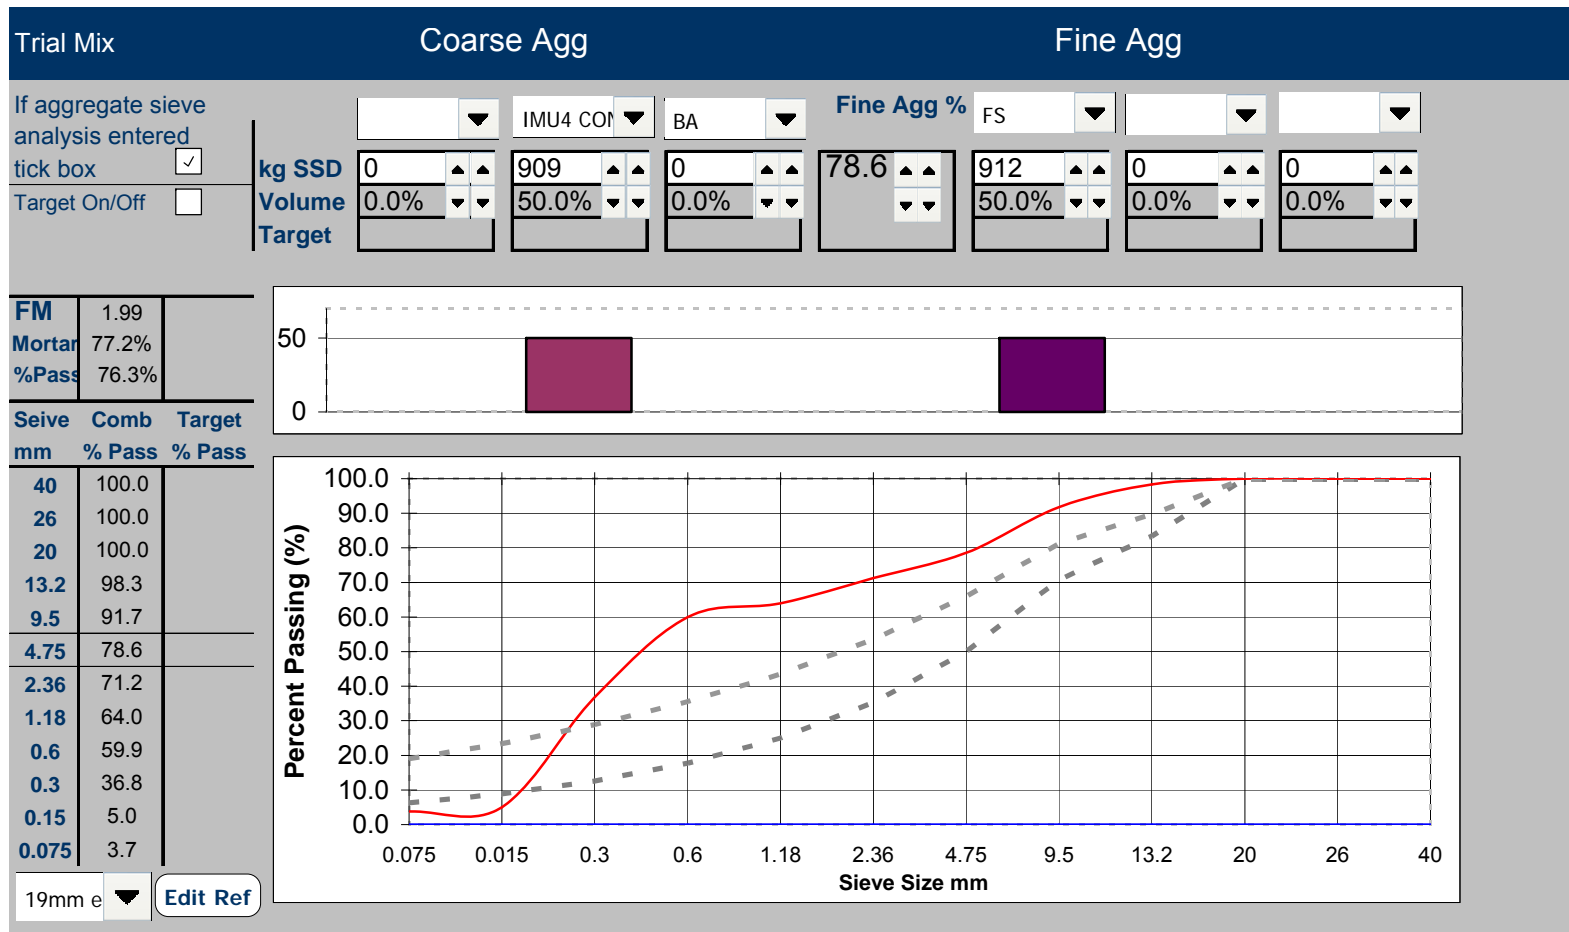 Trial Mix Coarse Agg Fine Agg
If aggregate sieve
analysis entered
tick box
Target On/Off
IMU4 CON BA Fine Agg % FS
kg SSD 0 909 0 78.6 912 0 0
Volume 0.0% 50.0% 0.0% 50.0% 0.0% 0.0%
Target
FM 1.99
Mortar 77.2%
%Pass 76.3%
50
0
Seive Comb Target
mm % Pass % Pass
40 100.0
26 100.0
20 100.0
13.2 98.3
9.5 91.7
4.75 78.6
2.36 71.2
1.18 64.0
0.6 59.9
0.3 36.8
0.15 5.0
0.075 3.7
19mm e Edit Ref
Percent Passing (%)
100.0
90.0
80.0
70.0
60.0
50.0
40.0
30.0
20.0
10.0
0.0
0.075 0.015 0.3 0.6 1.18 2.36 4.75 9.5 13.2 20 26 40
Sieve Size mm